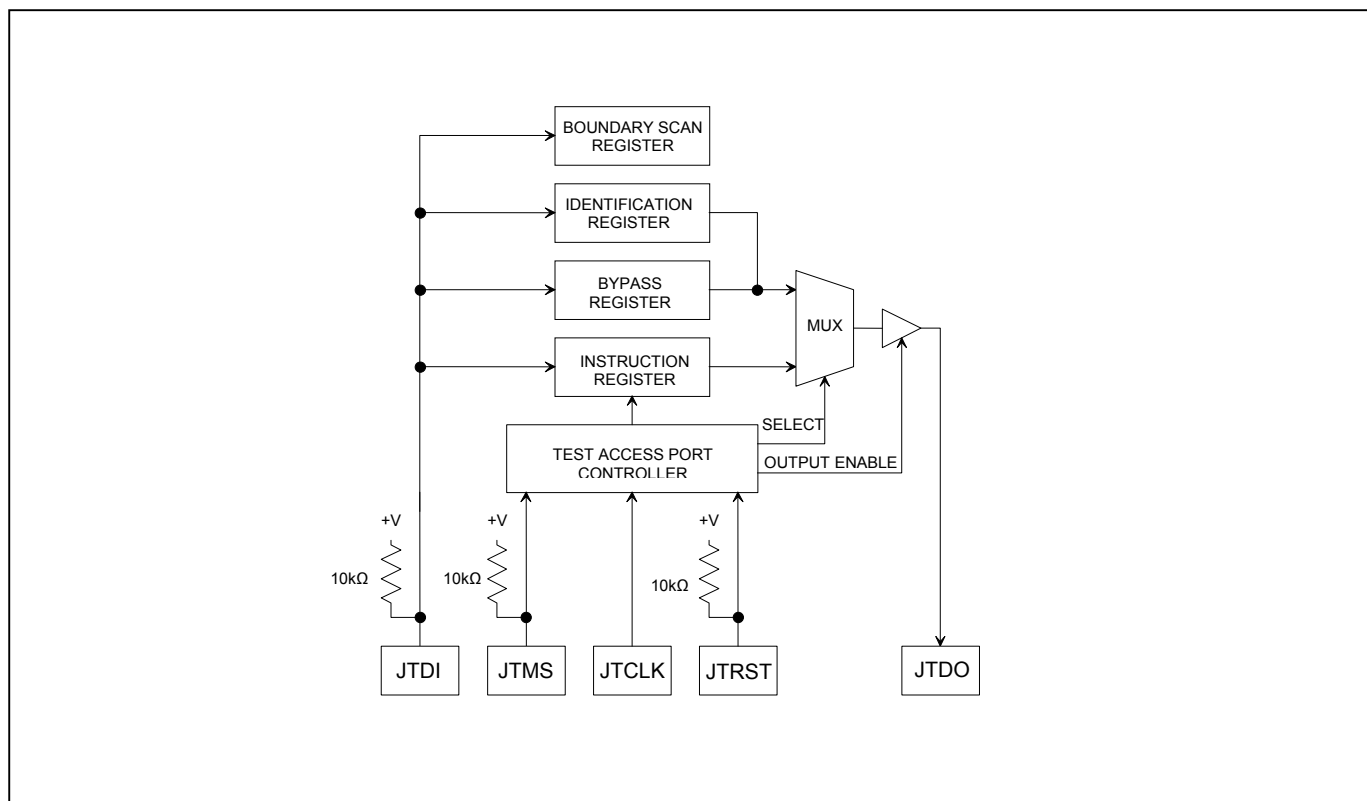 BOUNDARY SCAN
REGISTER
IDENTIFICATION
REGISTER
BYPASS
REGISTER
MUX
INSTRUCTION
REGISTER
SELECT
TEST ACCESS PORT
CONTROLLER
OUTPUT ENABLE
+V
+V
+V
10kΩ
10kΩ
10kΩ
JTDI
JTMS
JTCLK
JTRST
JTDO